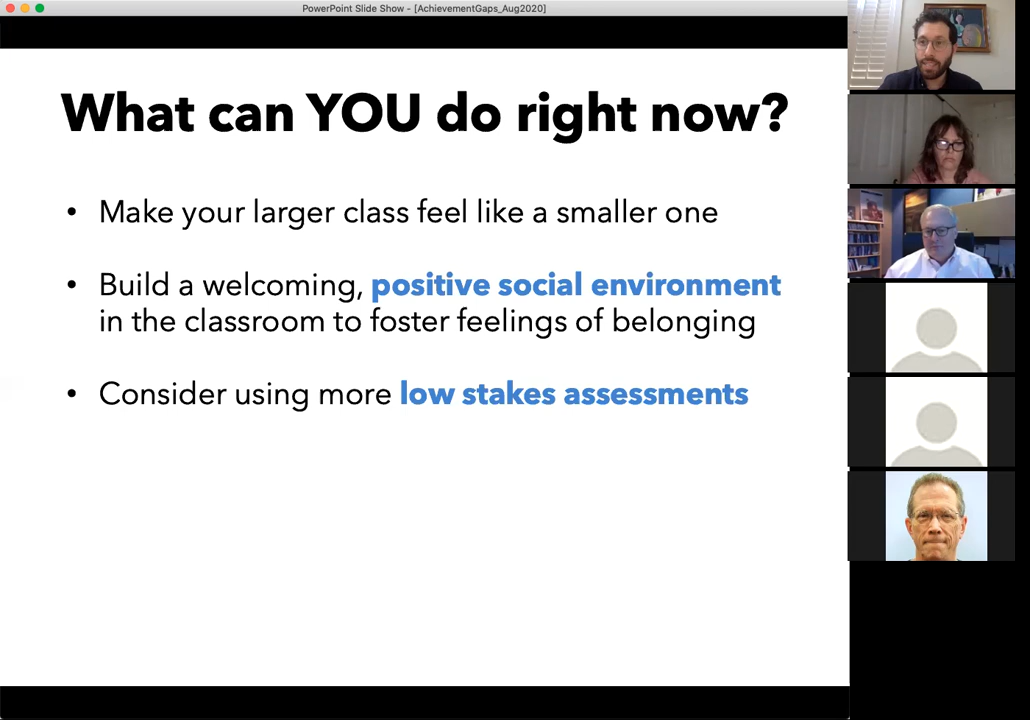 PowerPoint Slide Show - [AchievementGaps_Aug2020]
What can YOU do right now?
• Make your larger class feel like a smaller one
• Build a welcoming, positive social environment
in the classroom to foster feelings of belonging
• Consider using more low stakes assessments